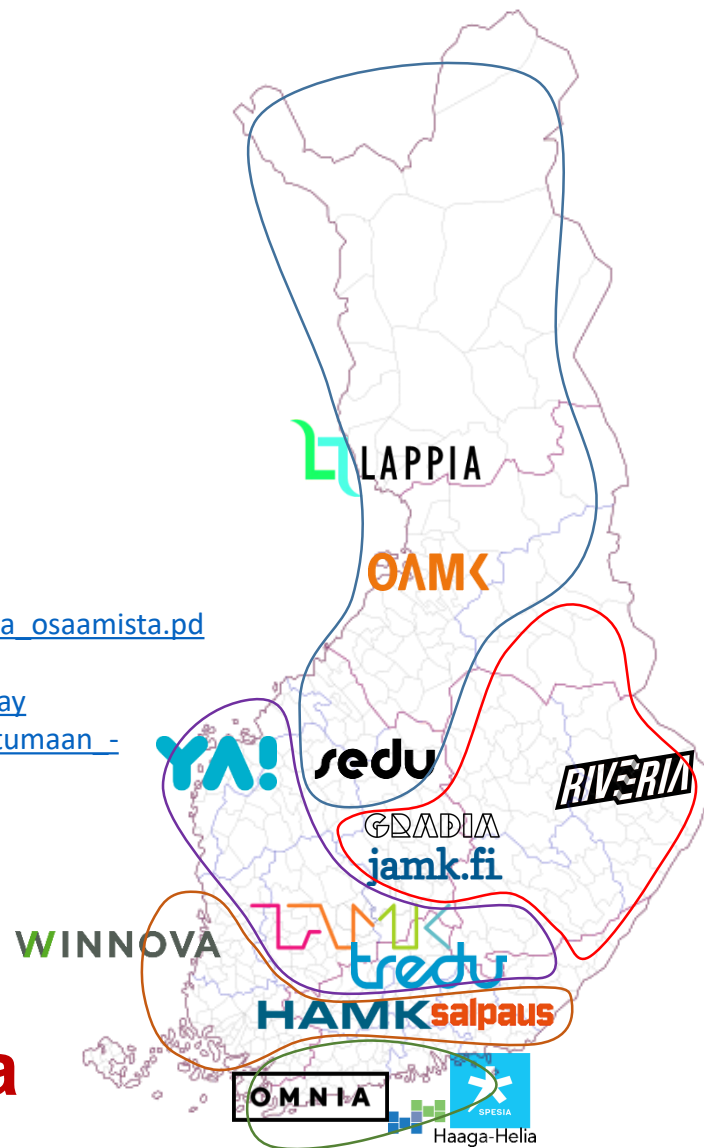 LAPPIA
OAMK
a_osaamista.pd
ay
tumaan_-
YA!
sedu
RIVERIA
GRADIA
jamk.fi
WINNOVA
TAMK
tredu
HAMK
salpaus
a
OMNIA
SPESIA
Haaga-Helia